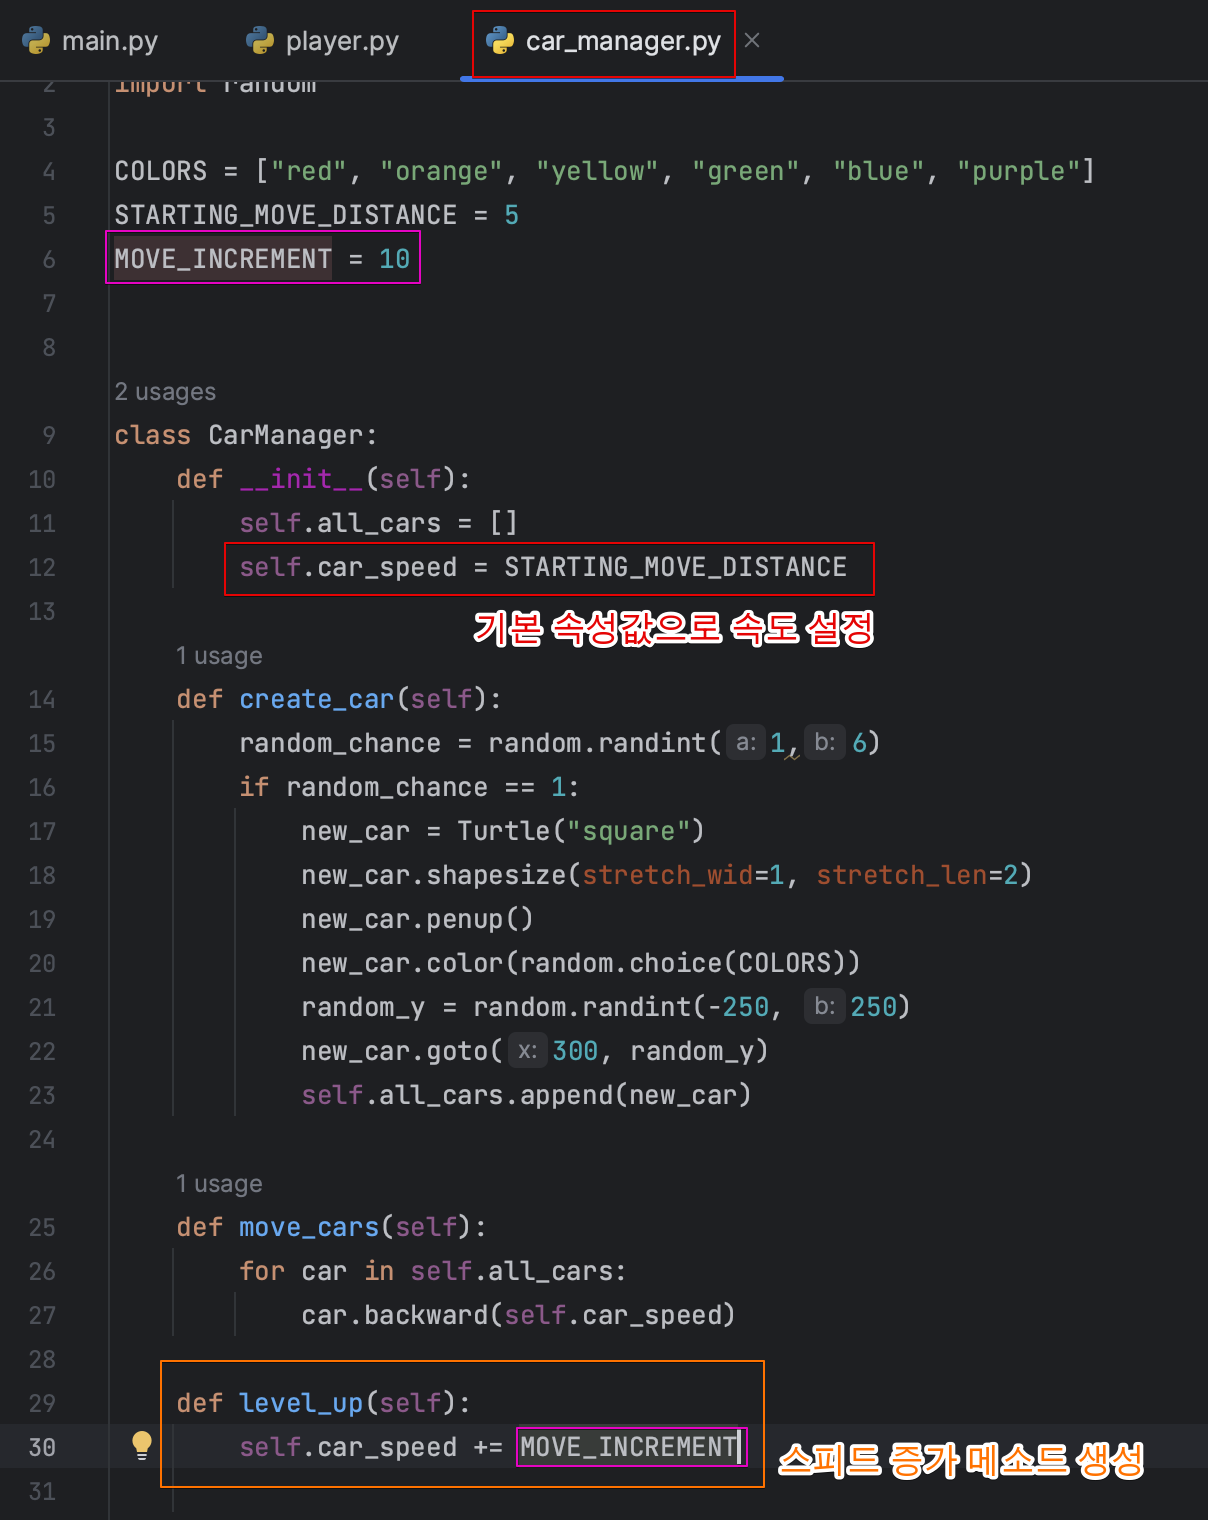 main.py player.py car_manager.py
2 import random
3
4 COLORS = ["red", "orange", "yellow", "green", "blue", "purple"]
5 STARTING_MOVE_DISTANCE = 5
6 MOVE_INCREMENT = 10
7
8
2 usages
9 class CarManager:
10 def __init__(self):
11 self.all_cars = []
12 self.car_speed = STARTING_MOVE_DISTANCE
13
기본 속성값으로 속도 설정
1 usage
14 def create_car(self):
15 random_chance = random.randint( a: 1, b: 6)
16 if random_chance == 1:
17 new_car = Turtle("square")
18 new_car.shapesize(stretch_wid=1, stretch_len=2)
19 new_car.penup()
20 new_car.color(random.choice(COLORS))
21 random_y = random.randint(-250, b: 250)
22 new_car.goto( x: 300, random_y)
23 self.all_cars.append(new_car)
24
1 usage
25 def move_cars(self):
26 for car in self.all_cars:
27 car.backward(self.car_speed)
28
29 def level_up(self):
30 self.car_speed += MOVE_INCREMENT
스피드 증가 메소드 생성
31